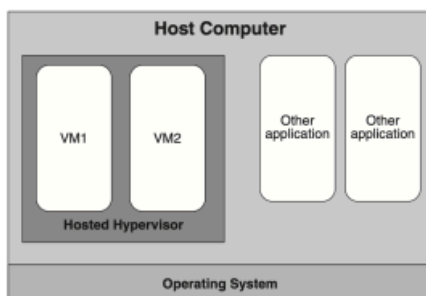 Host Computer
VM1
VM2
Other
application
Other
application
Hosted Hypervisor
Operating System